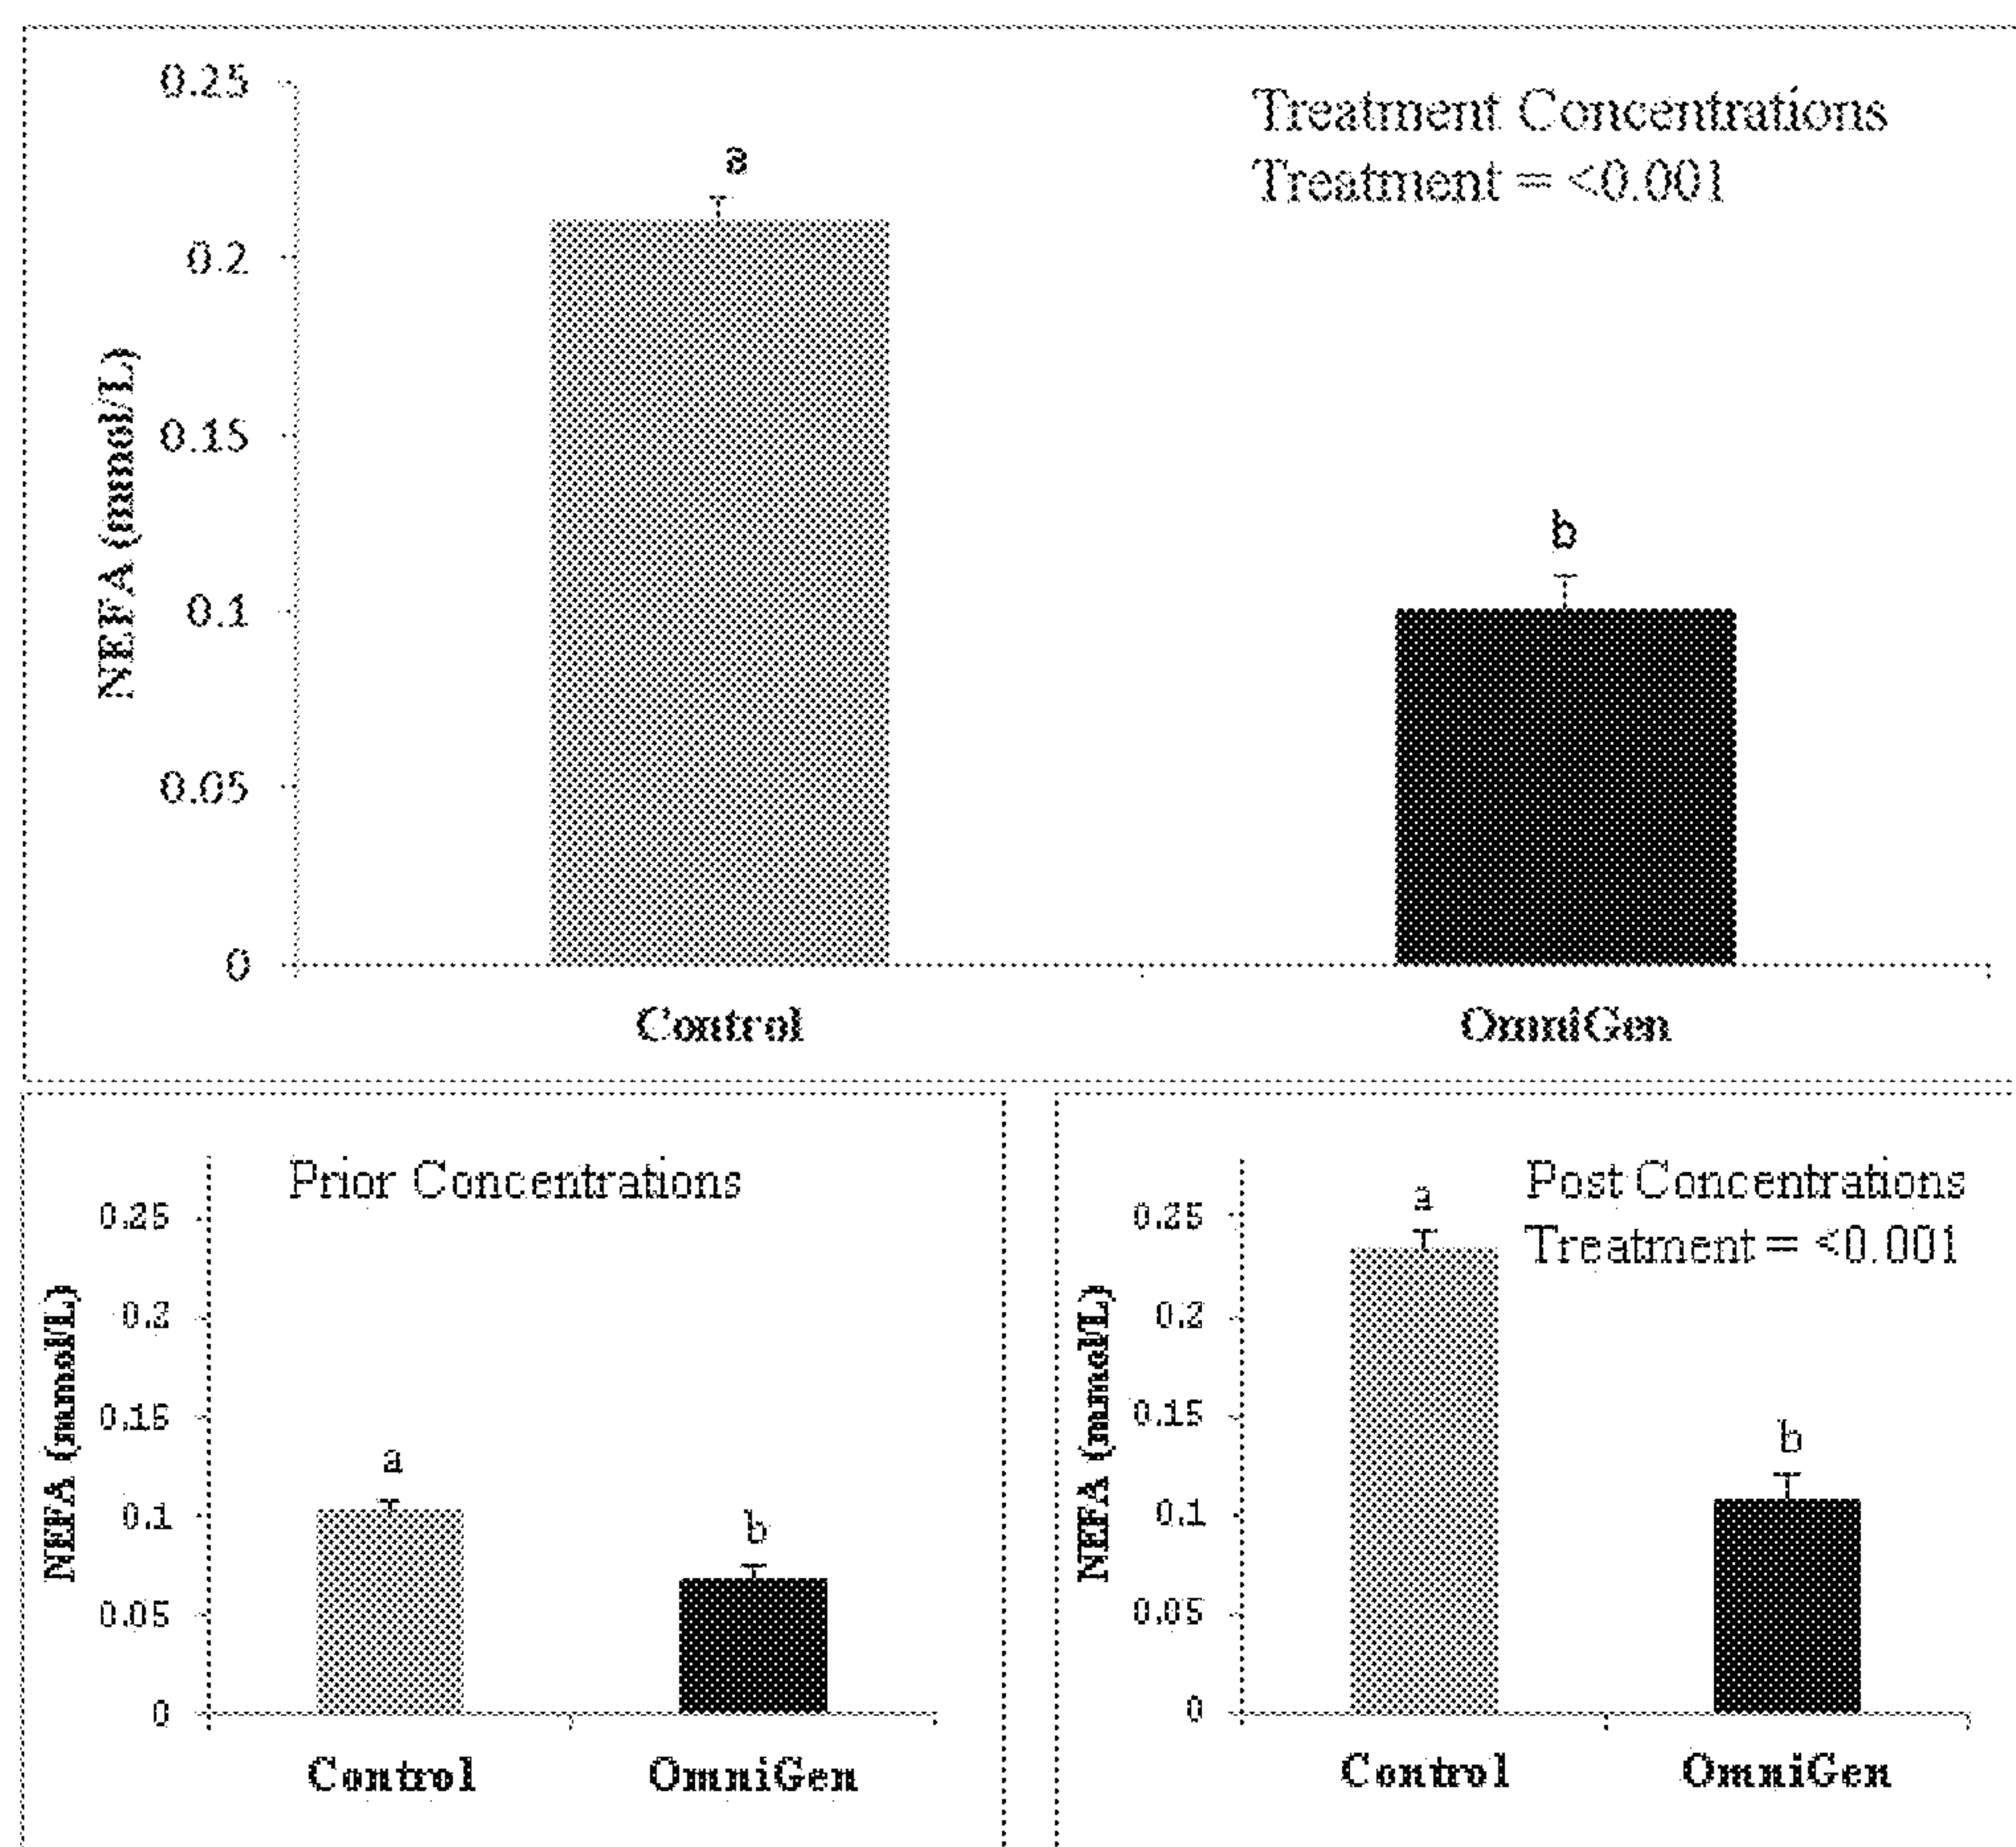 Treatment Concentrations
Treatment = <0.001
NEFA (mmol/L)
0.25
0.2
0.15
0.1
0.05
0
a
b
Control
OmniGen
Prior Concentrations
NEFA (mmol/L)
0.25
0.2
0.15
0.1
0.05
0
a
b
Control
OmniGen
Post Concentrations
Treatment = <0.001
NEFA (mmol/L)
0.25
0.2
0.15
0.1
0.05
0
a
b
Control
OmniGen